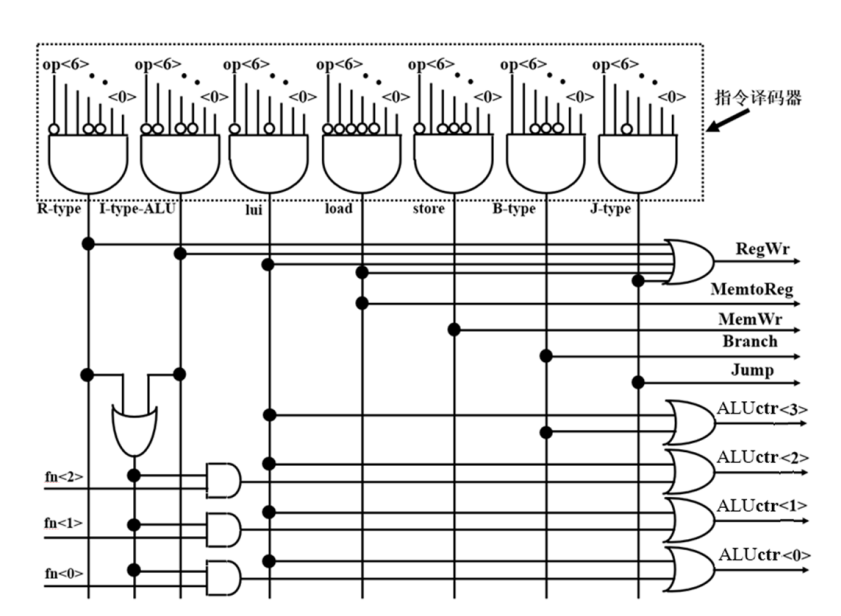 op<6> op<6> op<6> op<6> op<6> op<6> op<6>
<0> <0> <0> <0> <0> <0> <0>
指令译码器
R-type I-type-ALU lui load store B-type J-type
RegWr
MemtoReg
MemWr
Branch
Jump
ALUctr<3>
ALUctr<2>
fn<2>
ALUctr<1>
fn<1>
ALUctr<0>
fn<0>